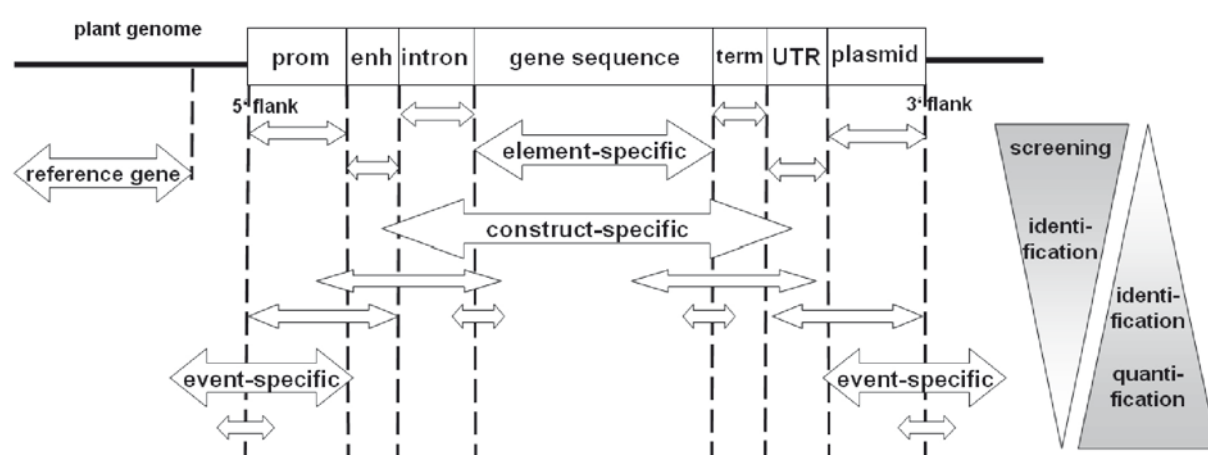 plant genome
prom
enh
intron
gene sequence
term
UTR
plasmid
5‘ flank
3‘ flank
element-specific
screening
reference gene
construct-specific
identi-
fication
identi-
fication
event-specific
event-specific
quanti-
fication